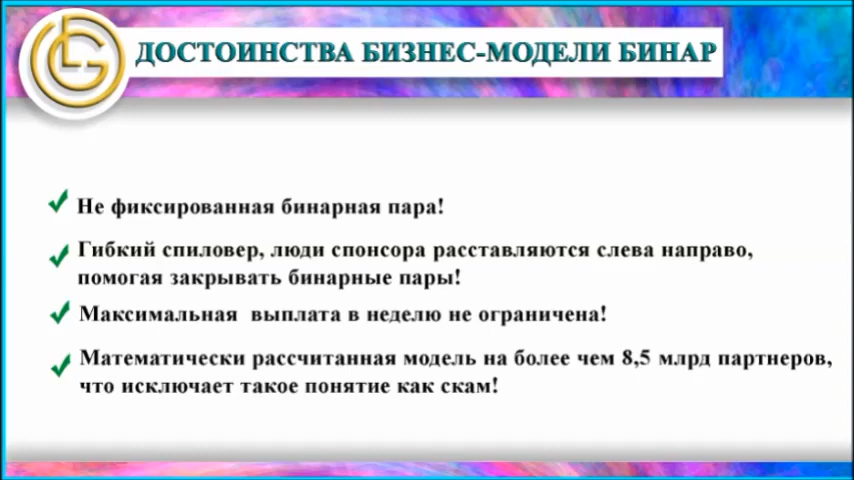 ДОСТОИНСТВА БИЗНЕС-МОДЕЛИ БИНАР
Не фиксированная бинарная пара!
Гибкий спиловер, люди спонсора расставляются слева направо,
помогая закрывать бинарные пары!
Максимальная выплата в неделю не ограничена!
Математически рассчитанная модель на более чем 8,5 млрд партнеров,
что исключает такое понятие как скам!